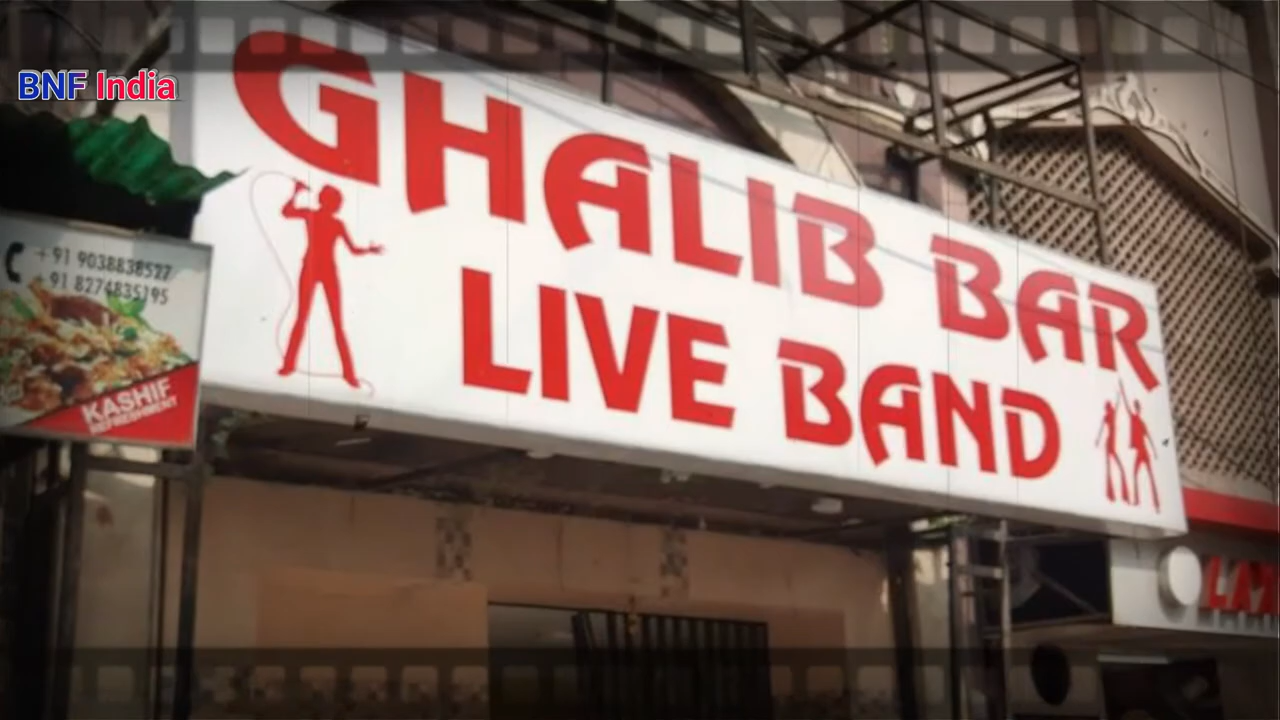 BNF India
GHALIB BAR
LIVE BAND
+91 9038838527
+91 8274835195
KASHIF
REFRESHMENT